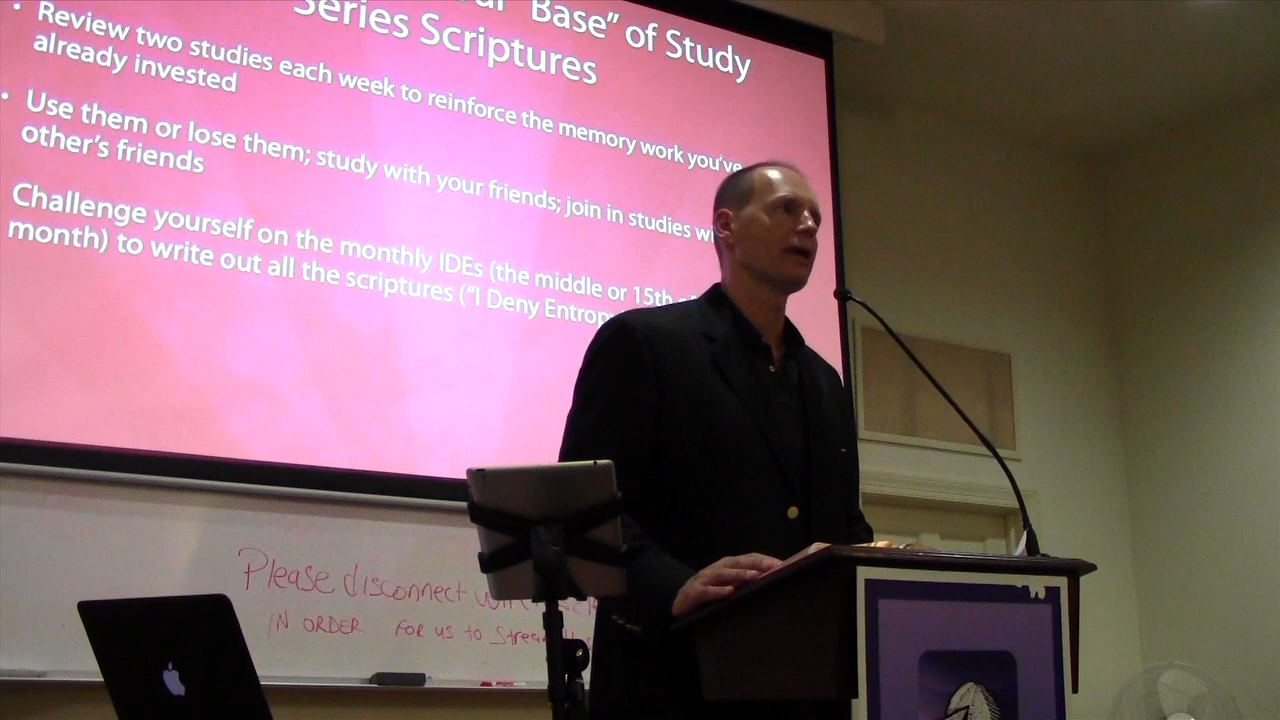 Base” of Study
Series Scriptures
• Review two studies each week to reinforce the memory work you’ve
already invested
• Use them or lose them; study with your friends; join in studies
other’s friends
Challenge yourself on the monthly IDEs (the middle or 15th
month) to write out all the scriptures (“I Deny
Please disconnect
IN ORDER FOR us to